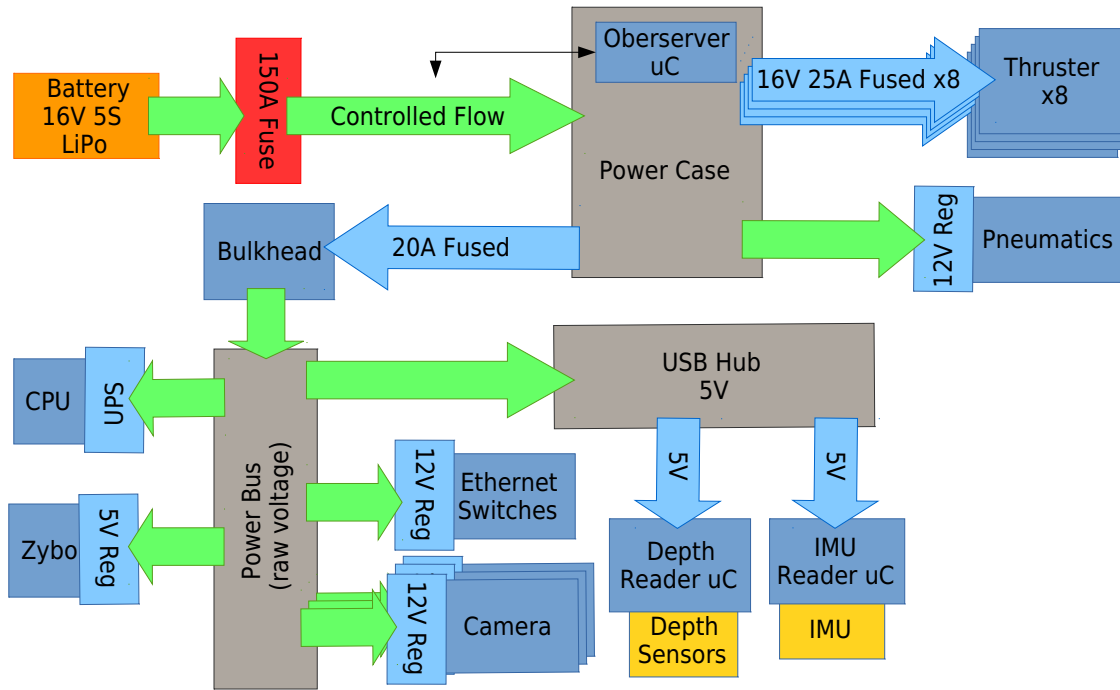 Battery
16V 5S
LiPo
150A Fuse
Controlled Flow
Oberserver
uC
Power Case
16V 25A Fused x8
Thruster
x8
12V Reg
Pneumatics
20A Fused
Bulkhead
USB Hub
5V
CPU
UPS
Power Bus
(raw voltage)
12V Reg
Ethernet
Switches
5V
5V
Zybo
5V Reg
Depth
Reader uC
IMU
Reader uC
12V Reg
Camera
Depth
Sensors
IMU